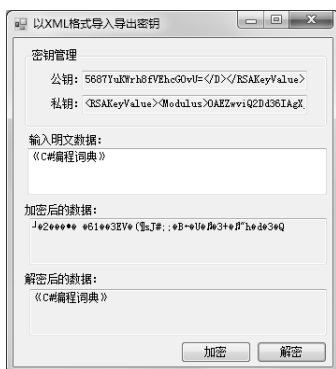 以XML格式导入导出密钥
密钥管理
公钥: 5687YuKWrh8fVEhcGOvU=</D></RSAKeyValue>
私钥: <RSAKeyValue><Modulus>OAEZwviQ2Dd36IAgX
输入明文数据:
《C#编程词典》
加密后的数据:
解密后的数据:
《C#编程词典》
加密 解密